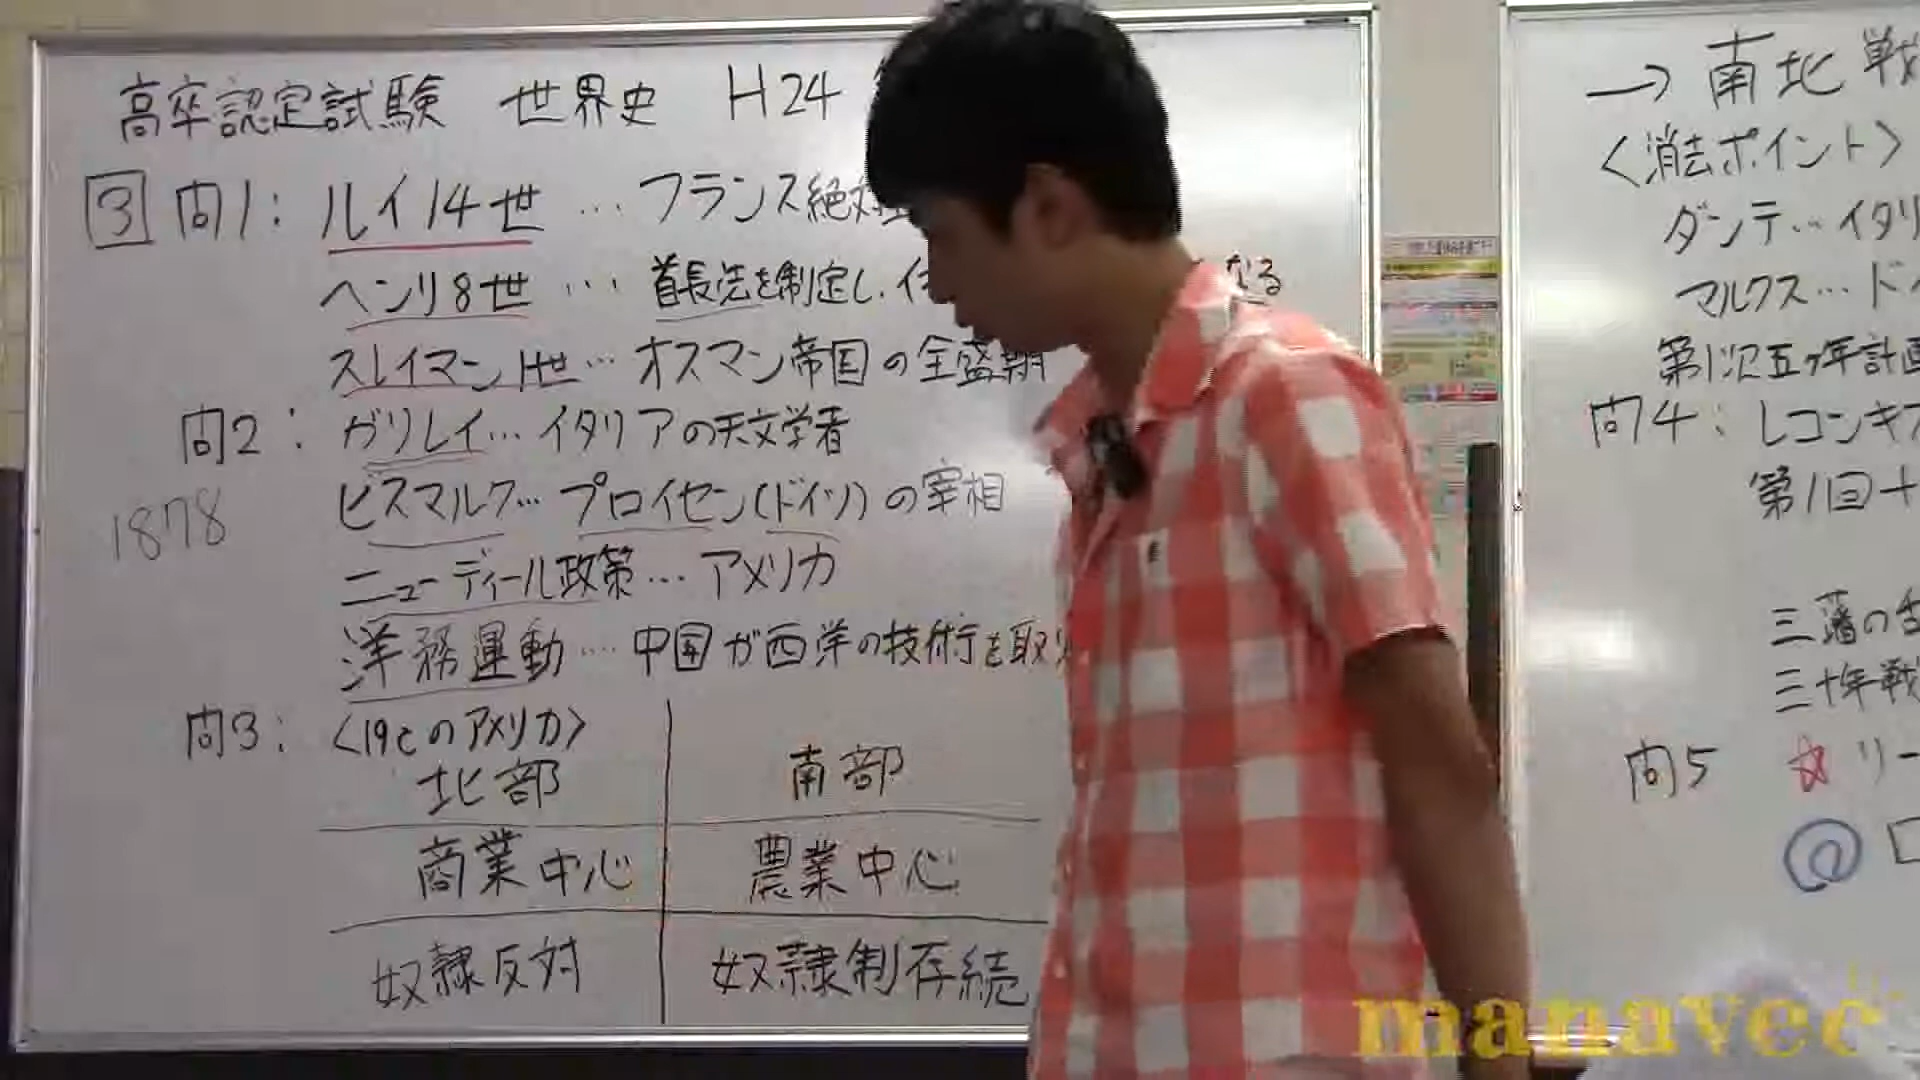 高卒認定試験 世界史 H24
③ 問1: ルイ14世 … フランス絶対
ヘンリ8世 … 首長法を制定し、イ なる
スレイマン1世 … オスマン帝国の全盛期
問2: ガリレイ… イタリアの天文学者
1878
ビスマルク… プロイセン(ドイツ)の宰相
ニューディール政策 … アメリカ
洋務運動 … 中国が西洋の技術を取り
問3: 〈19cのアメリカ〉
北部 南部
商業中心 農業中心
奴隷反対 奴隷制存続
→ 南北戦
〈消去ポイント〉
ダンテ… イタリ
マルクス… ド
第1次五ヶ年計画
問4: レコンキス
第1回十
三藩の
三十年戦
問5 ☆ リー
@
manavee